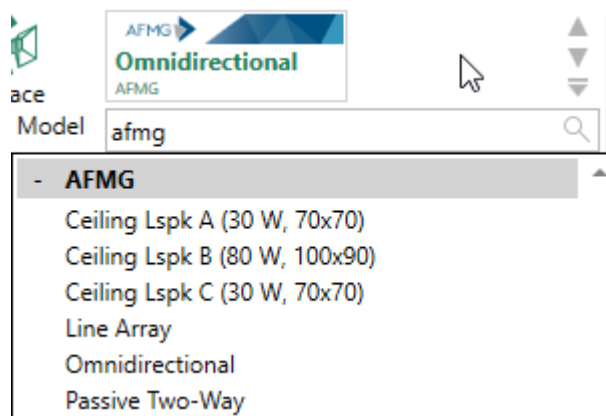 AFMG
Omnidirectional
AFMG
ace
Model
afmg
- AFMG
Ceiling Lspk A (30 W, 70x70)
Ceiling Lspk B (80 W, 100x90)
Ceiling Lspk C (30 W, 70x70)
Line Array
Omnidirectional
Passive Two-Way